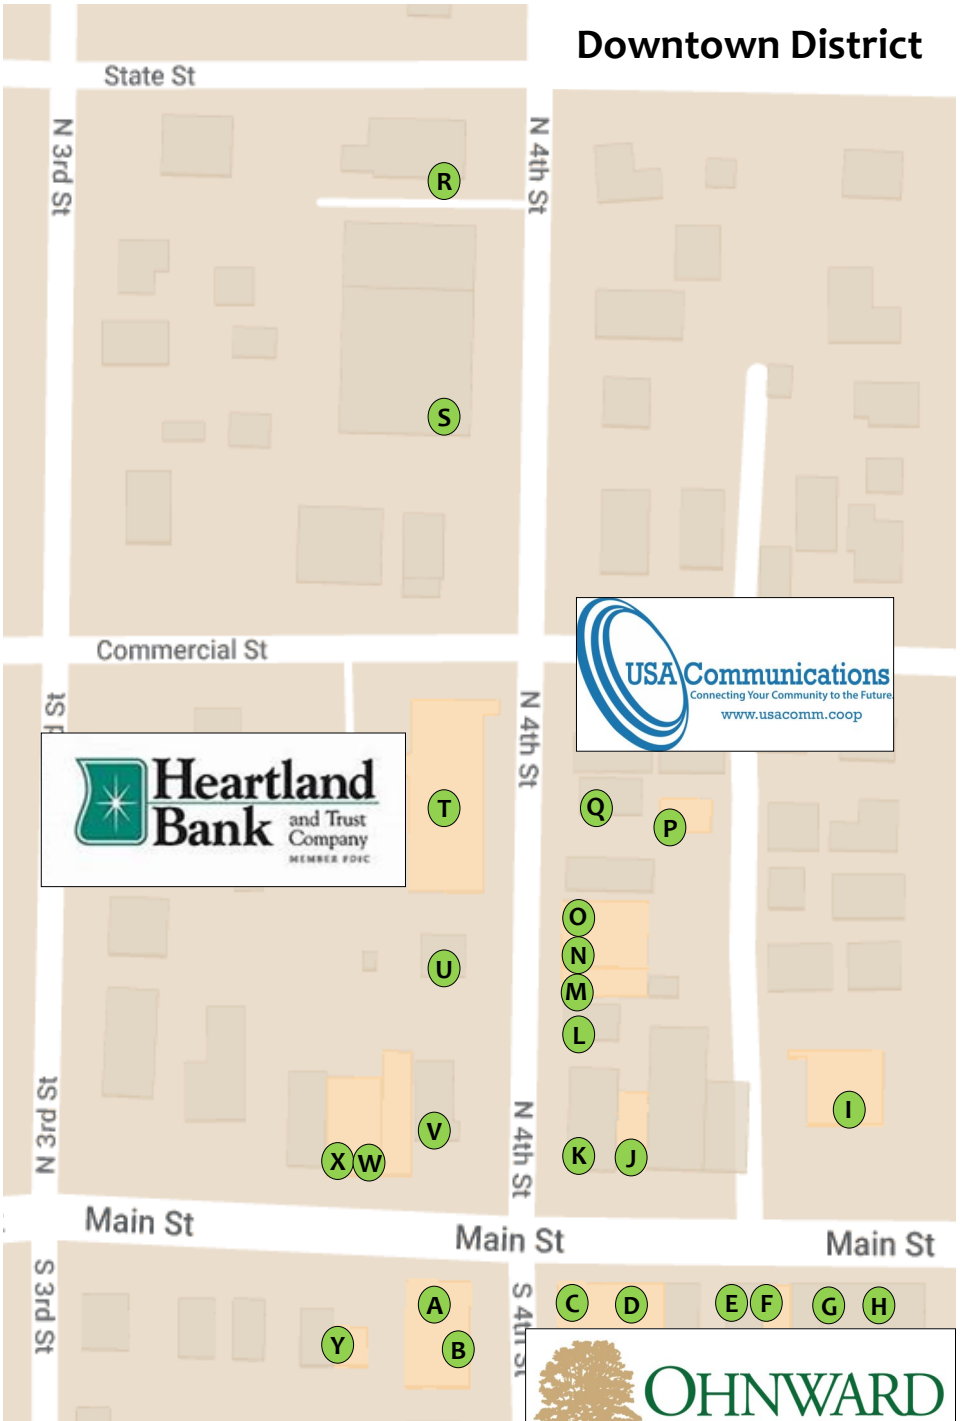 Downtown District
State St
N 3rd St
N 4th St
R
S
Commercial St
USA Communications
Connecting Your Community to the Future
www.usacomm.coop
d St
N 4th St
Heartland
Bank and Trust
Company
MEMBER FDIC
T
Q
P
O
N
M
L
U
N 3rd St
N 4th St
I
V
X
W
K
J
Main St
Main St
Main St
S 3rd St
S 4th St
A
B
C
D
E
F
G
H
Y
OHNWARD